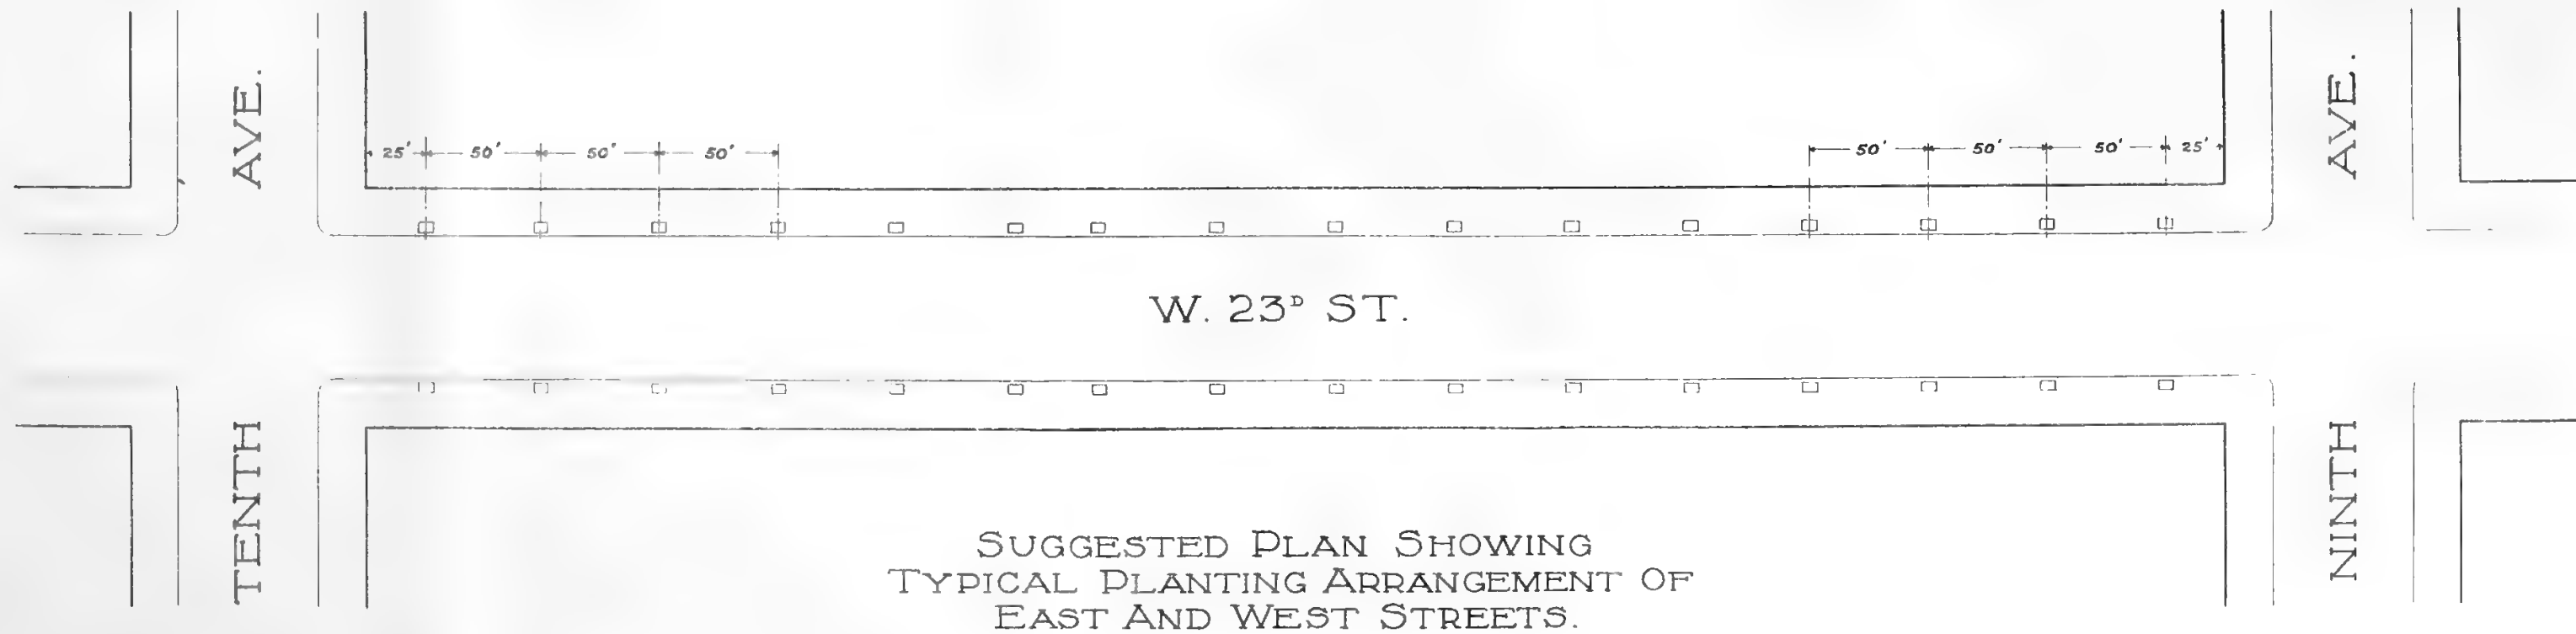 TENTH AVE.
25' 50' 50' 50'
50' 50' 50' 25'
NINTH AVE.
W. 23ᴰ ST.
SUGGESTED PLAN SHOWING
TYPICAL PLANTING ARRANGEMENT OF
EAST AND WEST STREETS.